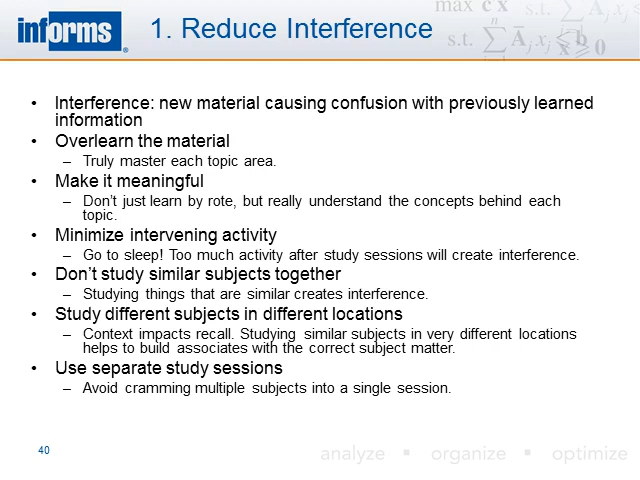 informs®
1. Reduce Interference
max c x s.t. A j x j
s.t. n ∑ A j x j ≤ b
x ≥ 0
• Interference: new material causing confusion with previously learned
information
• Overlearn the material
– Truly master each topic area.
• Make it meaningful
– Don’t just learn by rote, but really understand the concepts behind each
topic.
• Minimize intervening activity
– Go to sleep! Too much activity after study sessions will create interference.
• Don’t study similar subjects together
– Studying things that are similar creates interference.
• Study different subjects in different locations
– Context impacts recall. Studying similar subjects in very different locations
helps to build associates with the correct subject matter.
• Use separate study sessions
– Avoid cramming multiple subjects into a single session.
40
analyze ▪ organize ▪ optimize